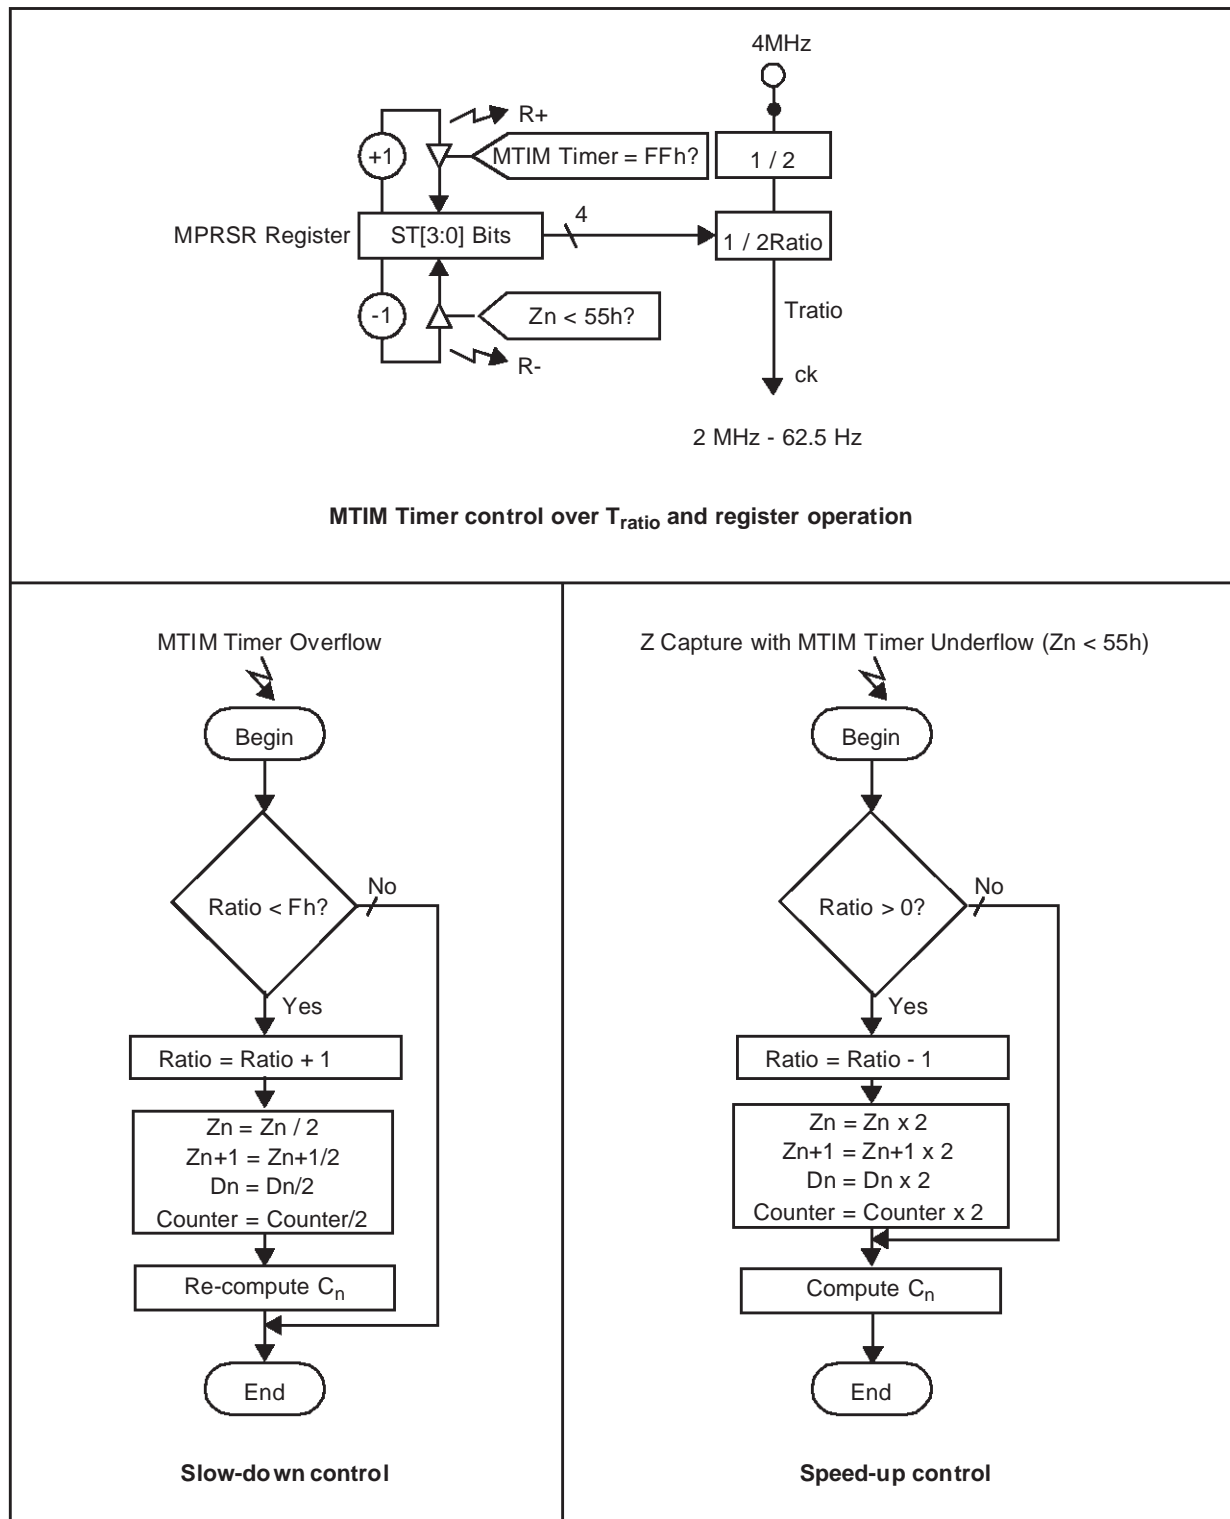 4MHz
R+
+1
MTIM Timer = FFh?
1 / 2
4
MPRSR Register
ST[3:0] Bits
1 / 2Ratio
-1
Zn < 55h?
Tratio
R-
ck
2 MHz - 62.5 Hz
MTIM Timer control over Tratio and register operation
MTIM Timer Overflow
Begin
Ratio < Fh?
No
Yes
Ratio = Ratio + 1
Zn = Zn / 2
Zn+1 = Zn+1/2
Dn = Dn/2
Counter = Counter/2
Re-compute Cn
End
Slow-down control
Z Capture with MTIM Timer Underflow (Zn < 55h)
Begin
Ratio > 0?
No
Yes
Ratio = Ratio - 1
Zn = Zn x 2
Zn+1 = Zn+1 x 2
Dn = Dn x 2
Counter = Counter x 2
Compute Cn
End
Speed-up control